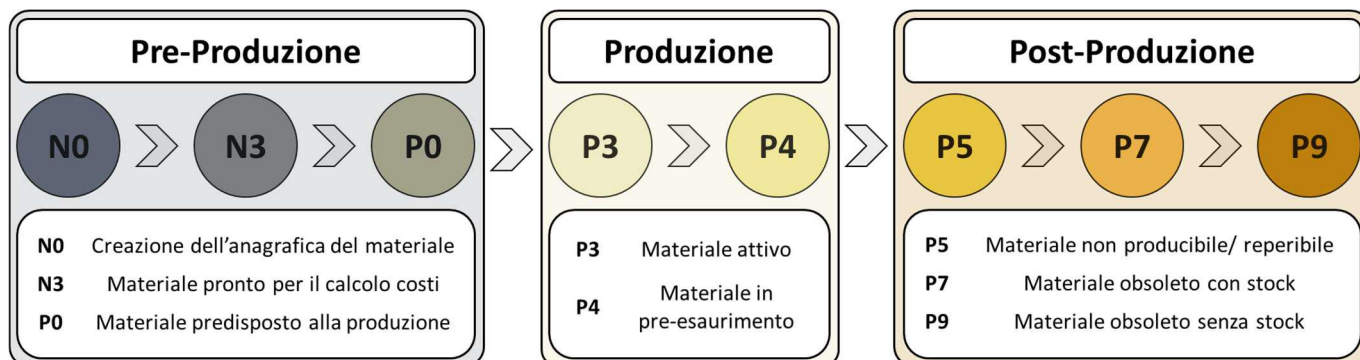 Pre-Produzione
N0
N3
P0
N0 Creazione dell'anagrafica del materiale
N3 Materiale pronto per il calcolo costi
P0 Materiale predisposto alla produzione
Produzione
P3
P4
P3 Materiale attivo
P4 Materiale in
pre-esaurimento
Post-Produzione
P5
P7
P9
P5 Materiale non producibile/ reperibile
P7 Materiale obsoleto con stock
P9 Materiale obsoleto senza stock